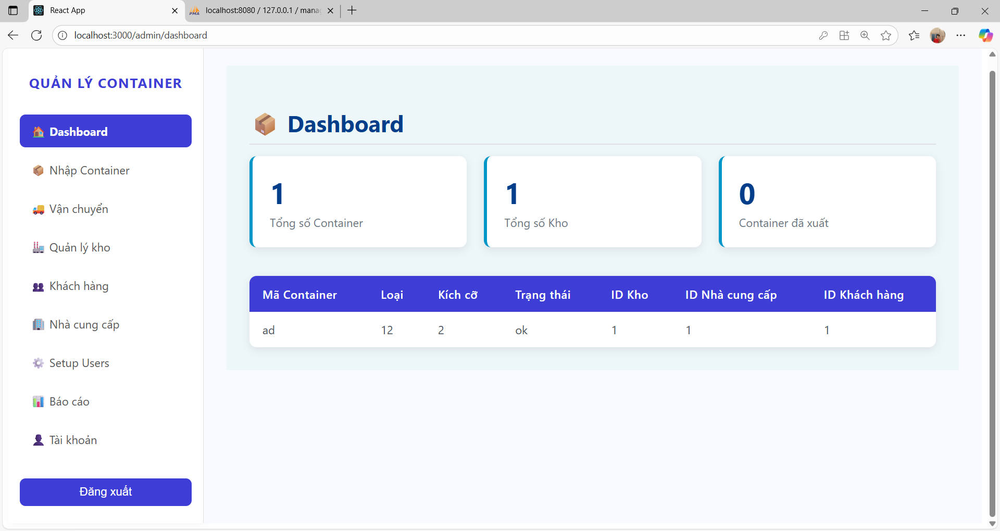 React App
PMA
localhost:8080 / 127.0.0.1 / mana
localhost:3000/admin/dashboard
QUẢN LÝ CONTAINER
Dashboard
Nhập Container
Vận chuyển
Quản lý kho
Khách hàng
Nhà cung cấp
Setup Users
Báo cáo
Tài khoản
Đăng xuất
Dashboard
1
Tổng số Container
1
Tổng số Kho
0
Container đã xuất
Mã Container Loại Kích cỡ Trạng thái ID Kho ID Nhà cung cấp ID Khách hàng
ad 12 2 ok 1 1 1